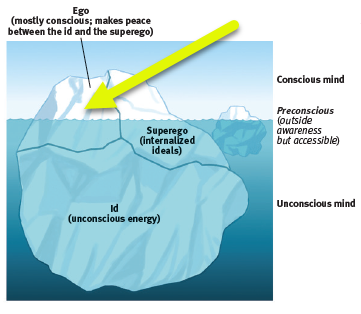 Ego
(mostly conscious; makes peace
between the id and the superego)
Conscious mind
Preconscious
(outside
awareness
but accessible)
Superego
(internalized
ideals)
Id
(unconscious energy)
Unconscious mind